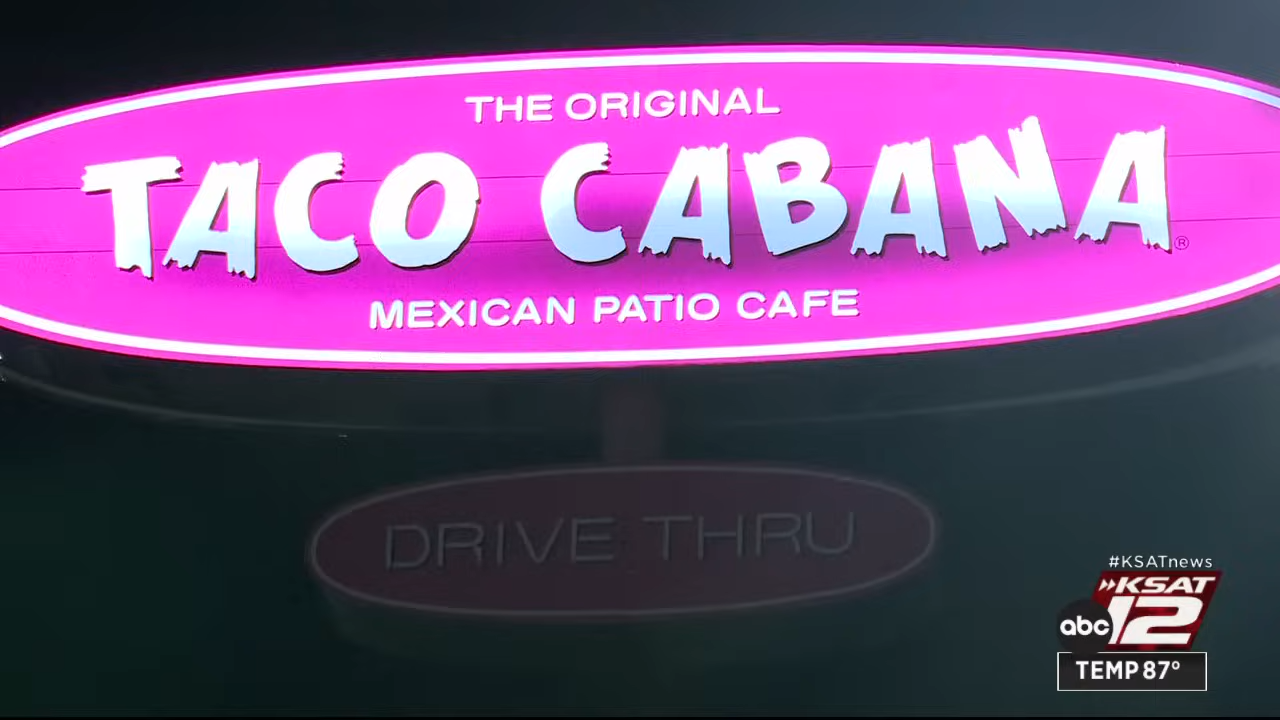 THE ORIGINAL
TACO CABANA®
MEXICAN PATIO CAFE
DRIVE THRU
#KSATnews
KSAT
abc 12
TEMP 87°